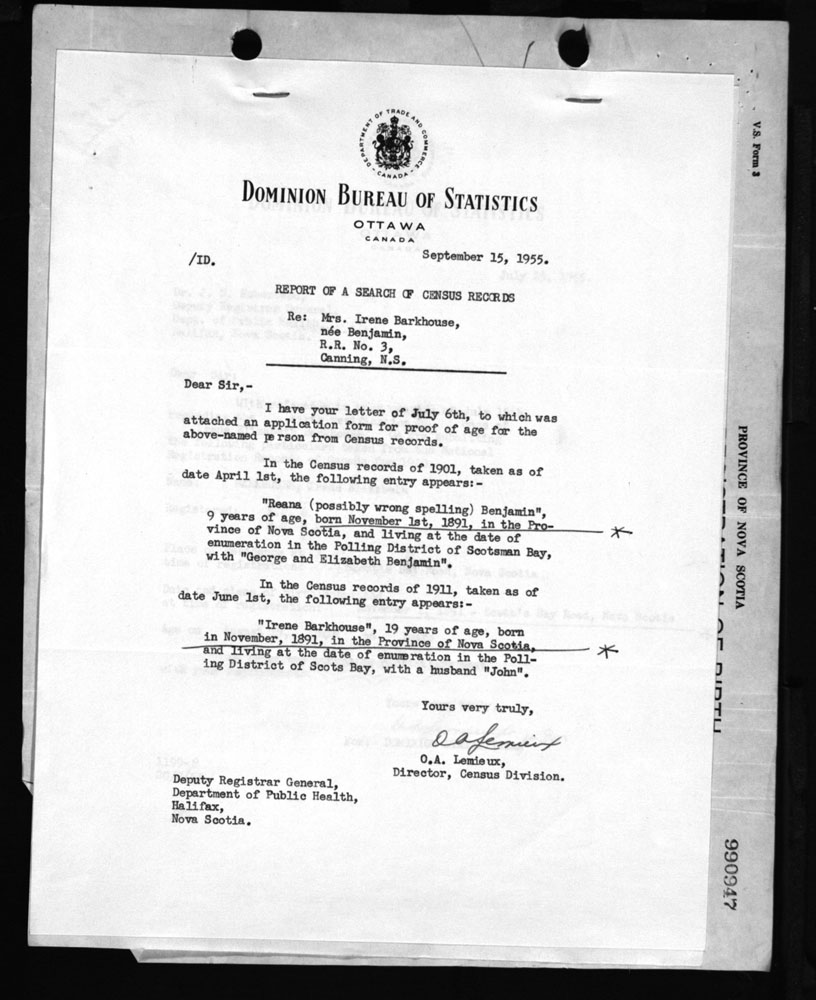 DEPARTMENT OF TRADE AND COMMERCE
- CANADA -
DOMINION BUREAU OF STATISTICS
OTTAWA
CANADA
September 15, 1955.
/ID.
REPORT OF A SEARCH OF CENSUS RECORDS
Re: Mrs. Irene Barkhouse,
née Benjamin,
R.R. No. 3,
Canning, N.S.
Dear Sir,-
I have your letter of July 6th, to which was
attached an application form for proof of age for the
above-named person from Census records.
In the Census records of 1901, taken as of
date April 1st, the following entry appears:-
"Reana (possibly wrong spelling) Benjamin",
9 years of age, born November 1st, 1891, in the Pro-
vince of Nova Scotia, and living at the date of
enumeration in the Polling District of Scotsman Bay,
with "George and Elizabeth Benjamin".
In the Census records of 1911, taken as of
date June 1st, the following entry appears:-
"Irene Barkhouse", 19 years of age, born
in November, 1891, in the Province of Nova Scotia,
and living at the date of enumeration in the Poll-
ing District of Scots Bay, with a husband "John".
Yours very truly,
O A Lemieux
O.A. Lemieux,
Director, Census Division.
Deputy Registrar General,
Department of Public Health,
Halifax,
Nova Scotia.
V.S. Form 3
PROVINCE OF NOVA SCOTIA
OF BIRTH
990947